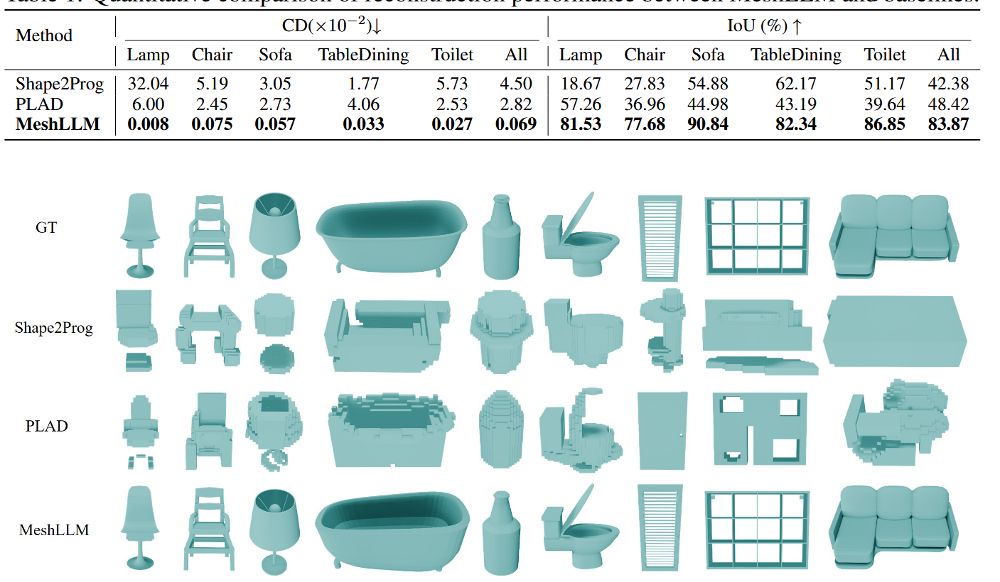 Table 1: Quantitative comparison of reconstruction performance between MeshLLM and baselines.
Method CD(×10⁻²)↓ IoU (%) ↑
Lamp Chair Sofa TableDining Toilet All Lamp Chair Sofa TableDining Toilet All
Shape2Prog 32.04 5.19 3.05 1.77 5.73 4.50 18.67 27.83 54.88 62.17 51.17 42.38
PLAD 6.00 2.45 2.73 4.06 2.53 2.82 57.26 36.96 44.98 43.19 39.64 48.42
MeshLLM 0.008 0.075 0.057 0.033 0.027 0.069 81.53 77.68 90.84 82.34 86.85 83.87
GT
Shape2Prog
PLAD
MeshLLM